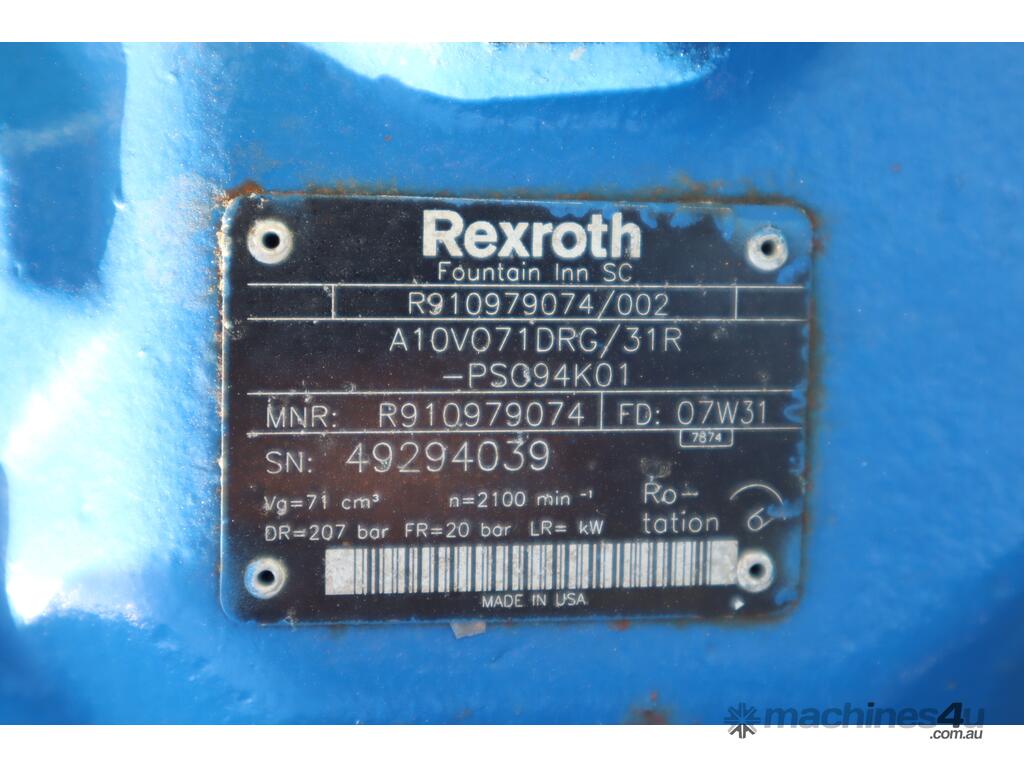 Rexroth
Fountain Inn SC
R910979074/002
A10VO71DRG/31R
-PSC94K01
MNR: R910979074 FD: 07W31
7874
SN: 49294039
Vg=71 cm³ n=2100 min⁻¹
DR=207 bar FR=20 bar LR= kW
Ro-
tation
MADE IN USA
machines4u
.com.au